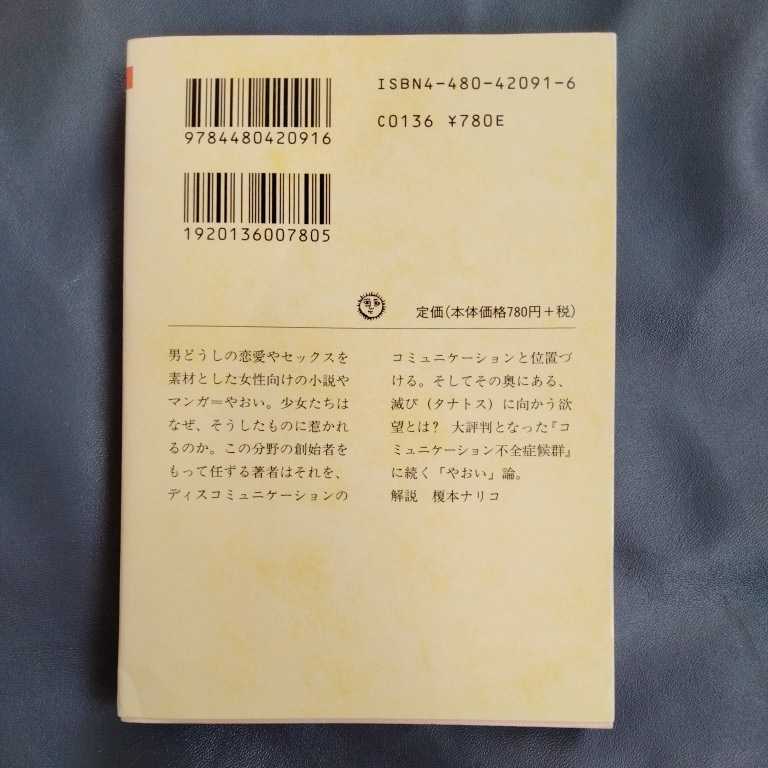 ISBN4-480-42091-6
9784480420916
C0136 ¥780E
1920136007805
定価(本体価格780円+税)
男どうしの恋愛やセックスを
素材とした女性向けの小説や
マンガ=やおい。少女たちは
なぜ、そうしたものに惹かれ
るのか。この分野の創始者を
もって任ずる著者はそれを、
ディスコミュニケーションの
コミュニケーションと位置づ
ける。そしてその奥にある、
滅び(タナトス)に向かう欲
望とは? 大評判となった『コ
ミュニケーション不全症候群』
に続く「やおい」論。
解説 榎本ナリコ